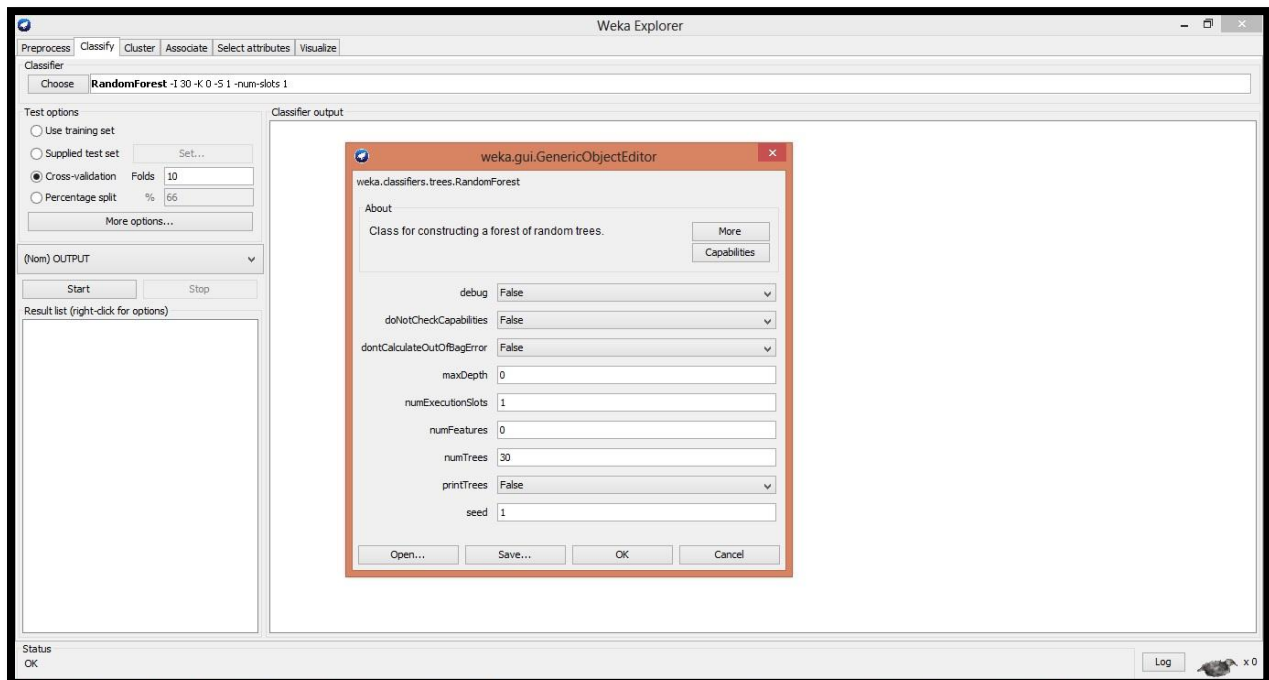 Weka Explorer
Preprocess Classify Cluster Associate Select attributes Visualize
Classifier
Choose RandomForest -I 30 -K 0 -S 1 -num-slots 1
Test options
Use training set
Supplied test set Set...
Cross-validation Folds 10
Percentage split % 66
More options...
(Nom) OUTPUT
Start Stop
Result list (right-click for options)
Classifier output
weka.gui.GenericObjectEditor
weka.classifiers.trees.RandomForest
About
Class for constructing a forest of random trees.
More
Capabilities
debug False
doNotCheckCapabilities False
dontCalculateOutOfBagError False
maxDepth 0
numExecutionSlots 1
numFeatures 0
numTrees 30
printTrees False
seed 1
Open... Save... OK Cancel
Status
OK
Log x 0